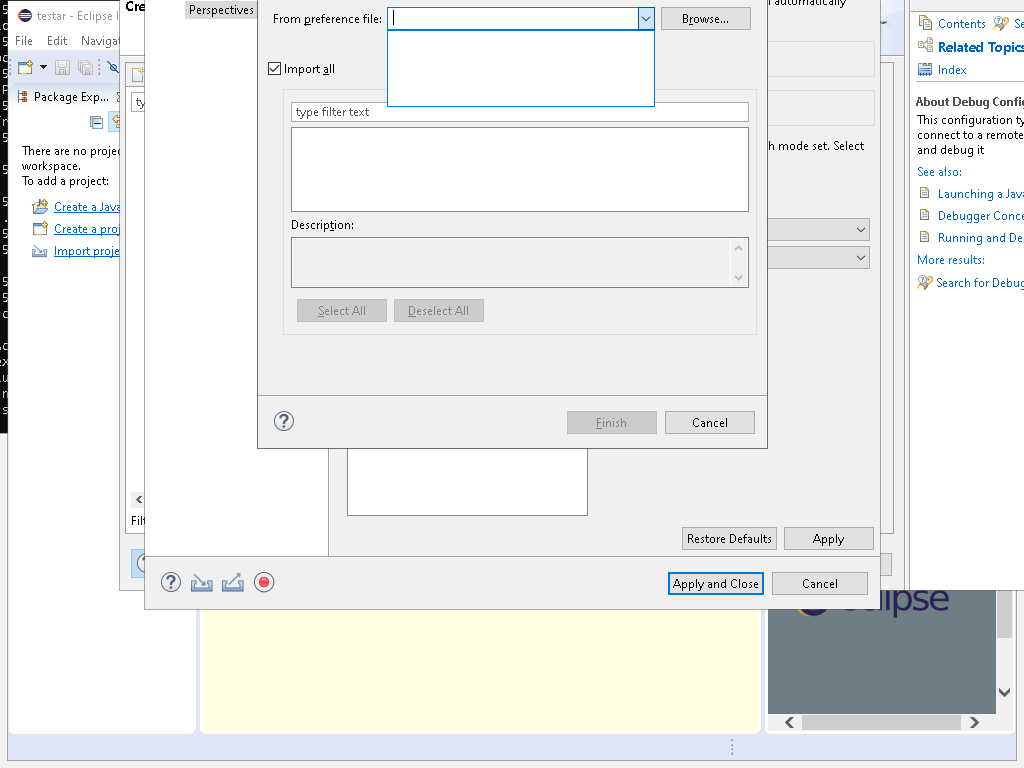 testar - Eclipse I
File Edit Navigat
Package Exp...
There are no projec
workspace.
To add a project:
Create a Java
Create a proj
Import proje
Cre
ty
Filt
Perspectives
From preference file:
Browse...
Import all
type filter text
Description:
Select All
Deselect All
Finish
Cancel
automatically
h mode set. Select
Restore Defaults
Apply
Apply and Close
Cancel
Contents
Se
Related Topics
Index
About Debug Config
This configuration ty
connect to a remote
and debug it
See also:
Launching a Java
Debugger Conce
Running and De
More results:
Search for Debug
eclipse